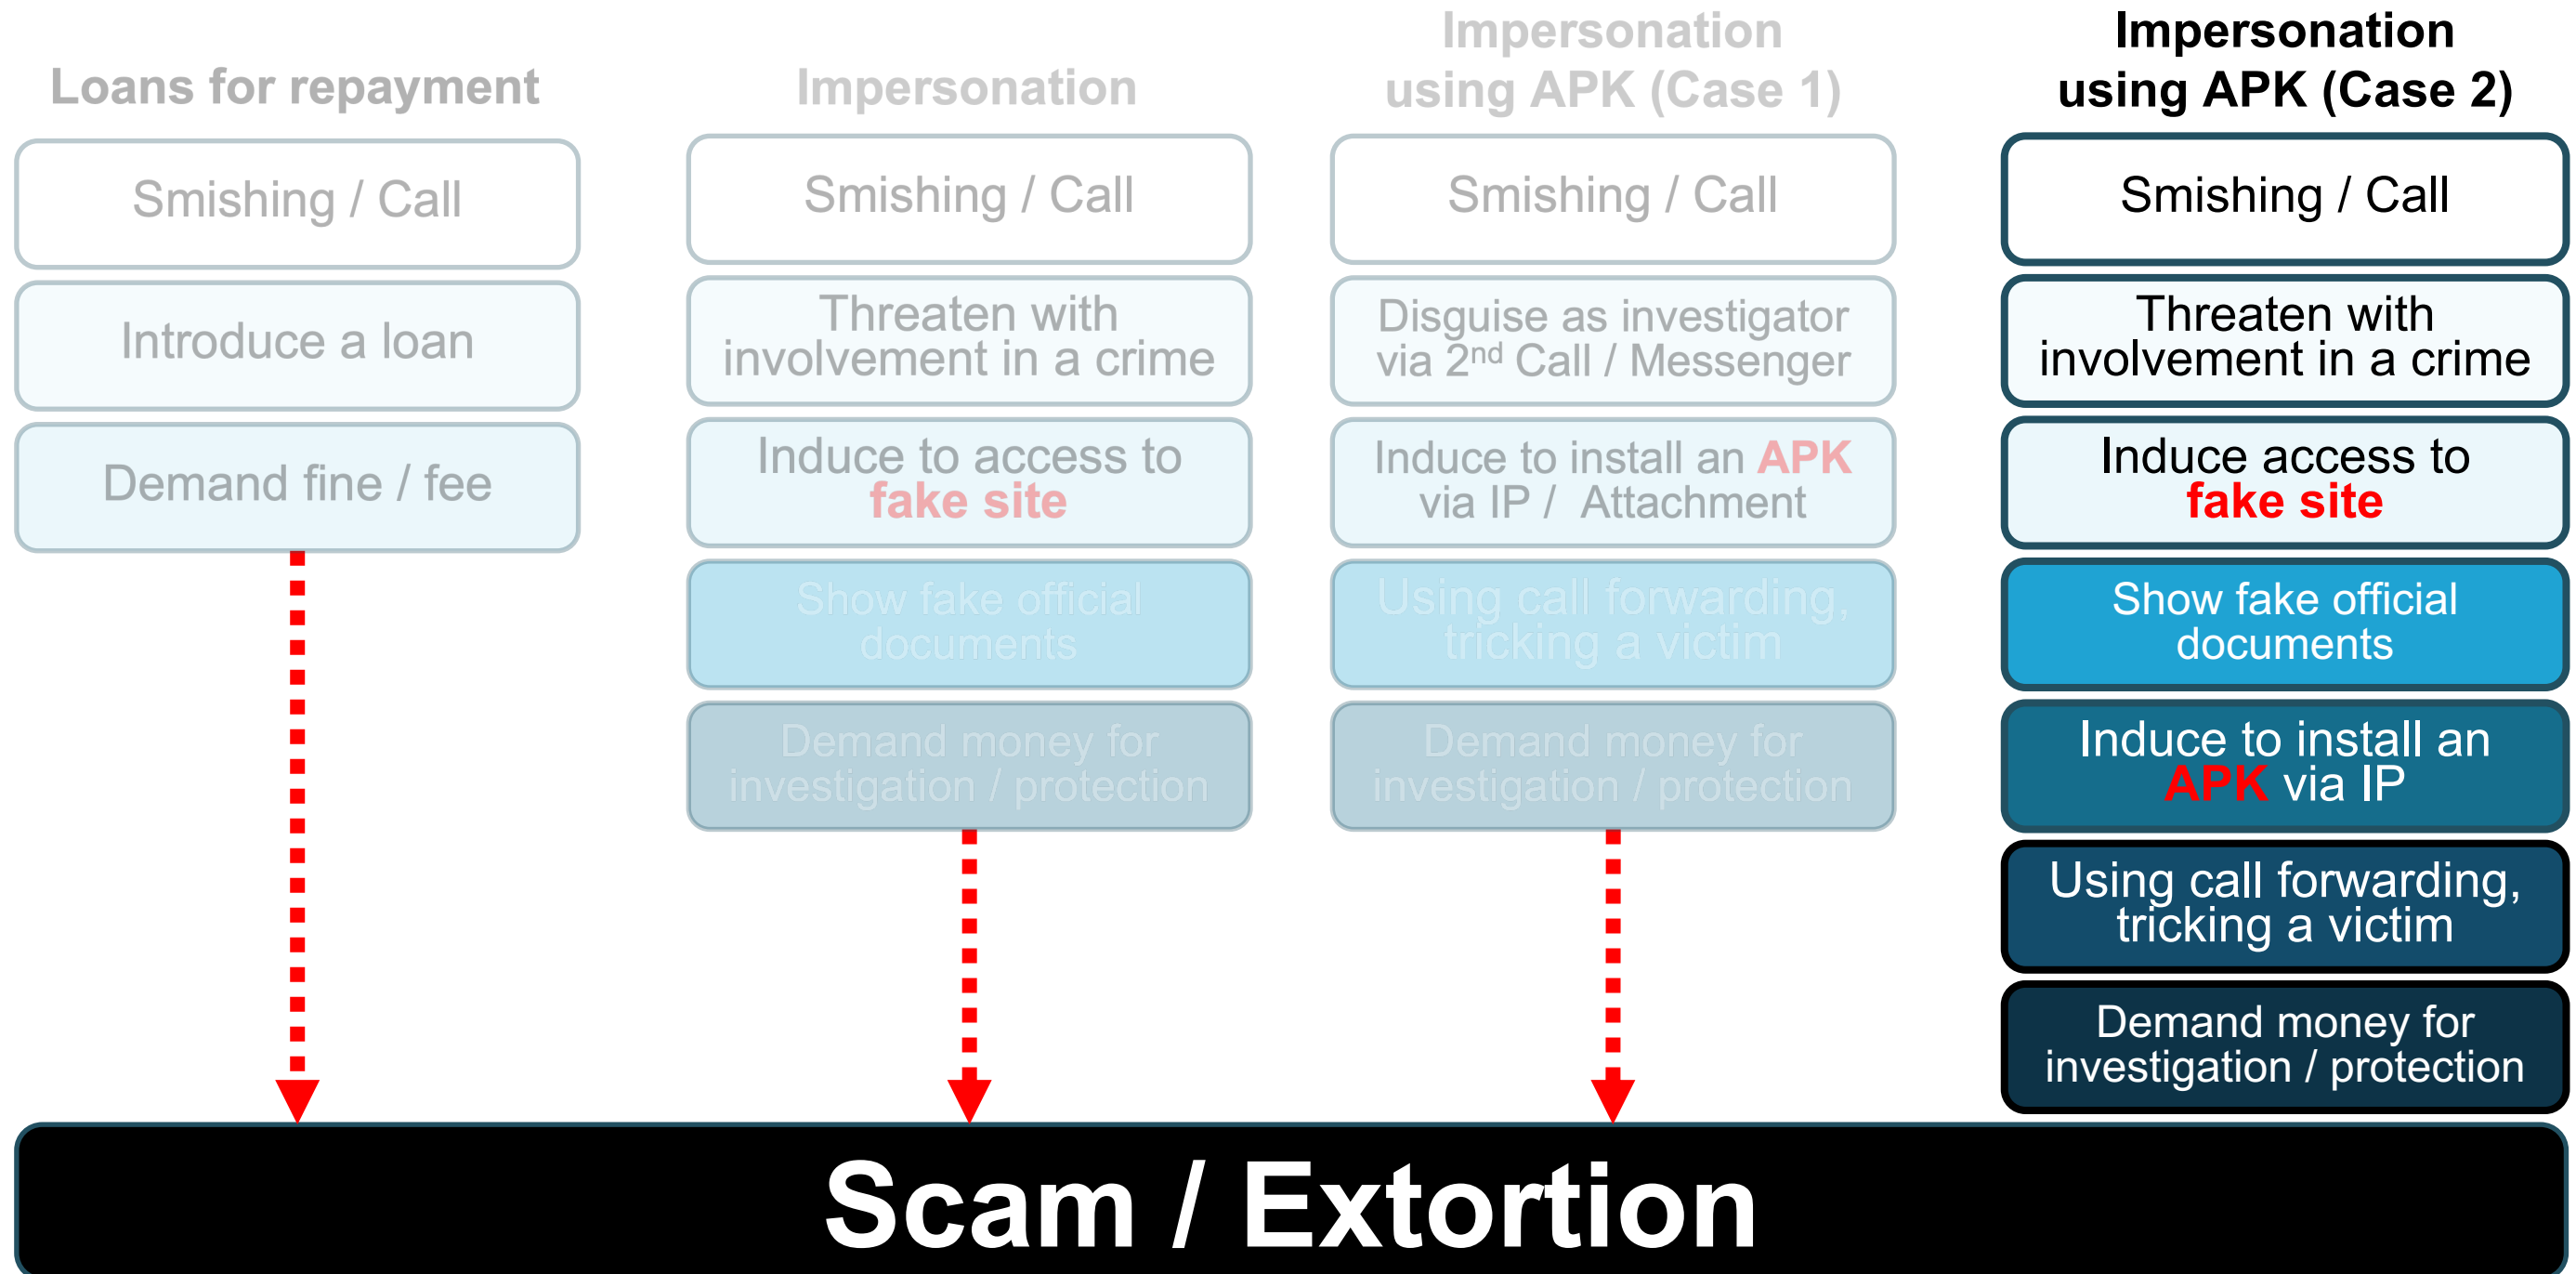 Loans for repayment
Smishing / Call
Introduce a loan
Demand fine / fee
Impersonation
Smishing / Call
Threaten with
involvement in a crime
Induce to access to
fake site
Show fake official
documents
Demand money for
investigation / protection
Impersonation
using APK (Case 1)
Smishing / Call
Disguise as investigator
via 2nd Call / Messenger
Induce to install an APK
via IP / Attachment
Using call forwarding,
tricking a victim
Demand money for
investigation / protection
Impersonation
using APK (Case 2)
Smishing / Call
Threaten with
involvement in a crime
Induce access to
fake site
Show fake official
documents
Induce to install an
APK via IP
Using call forwarding,
tricking a victim
Demand money for
investigation / protection
Scam / Extortion